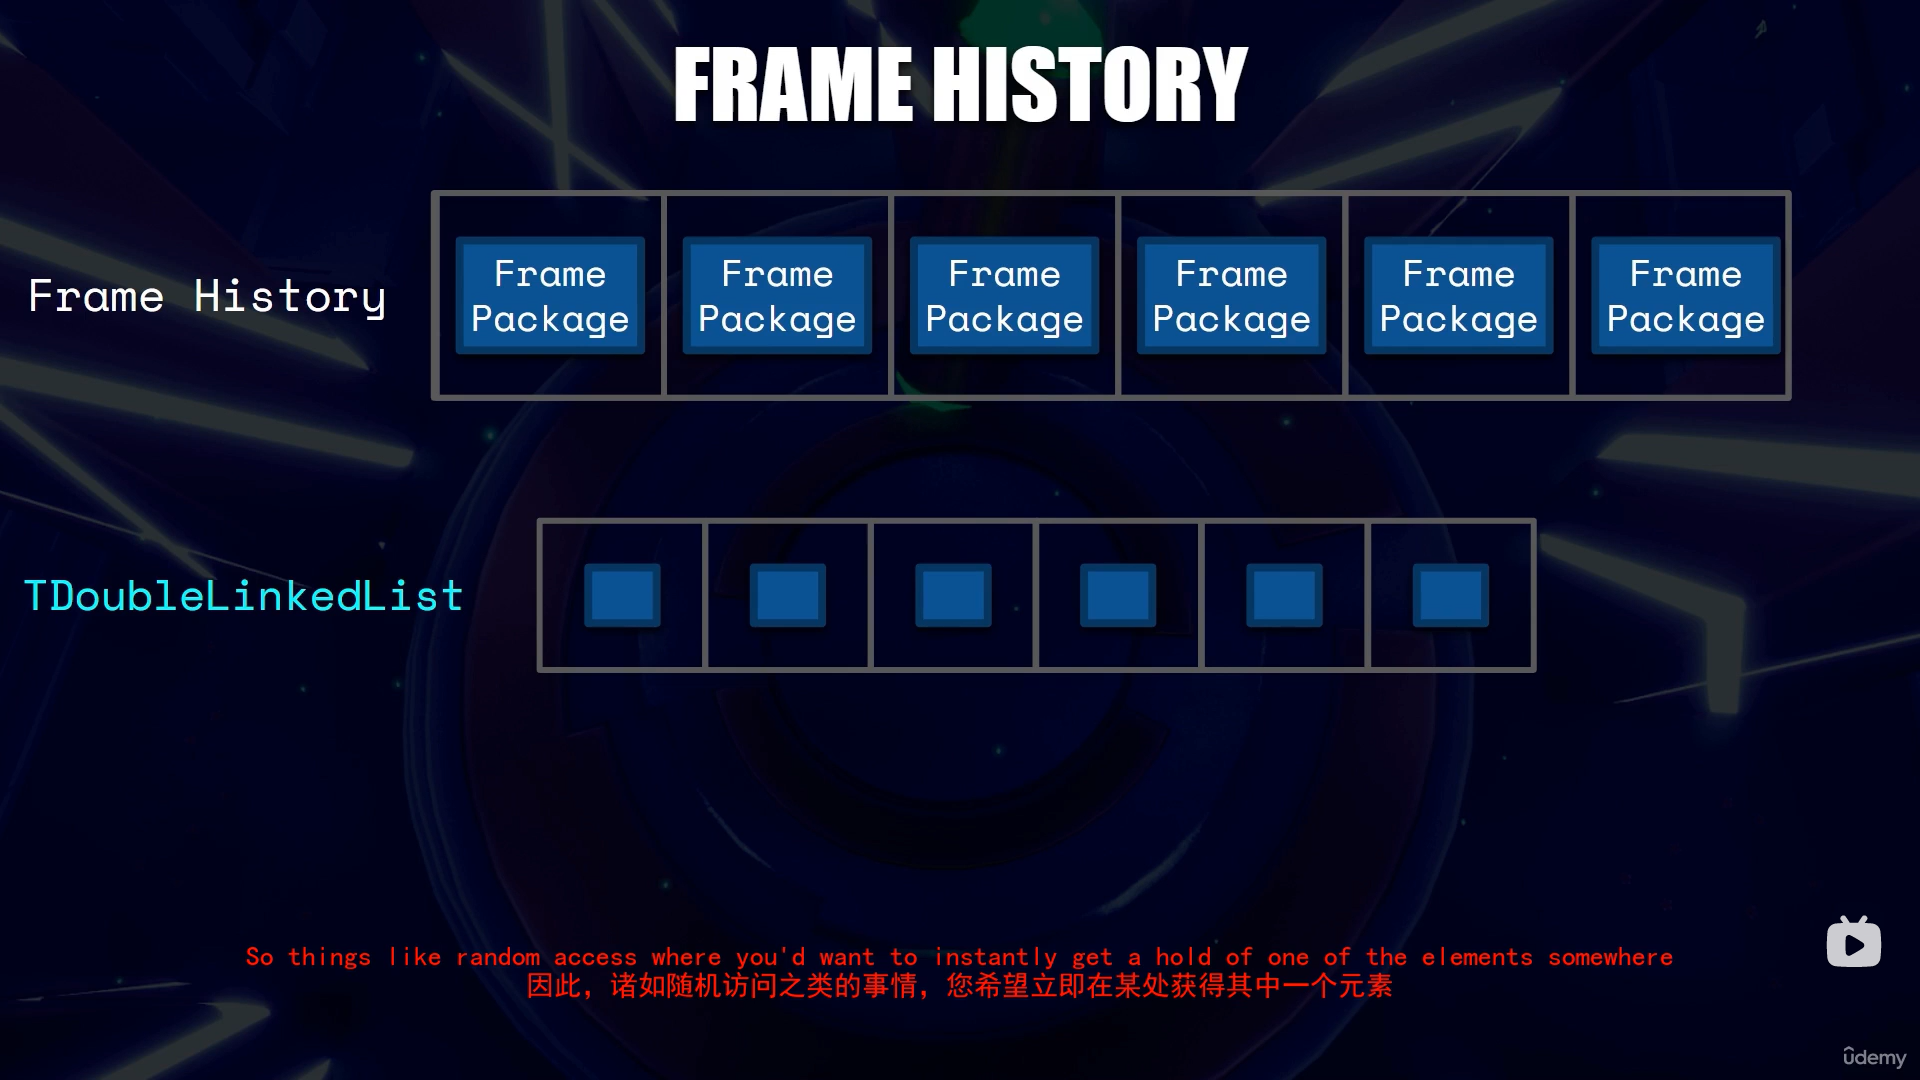 FRAME HISTORY
Frame History
Frame Package
Frame Package
Frame Package
Frame Package
Frame Package
Frame Package
TDoubleLinkedList
So things like random access where you'd want to instantly get a hold of one of the elements somewhere
因此，诸如随机访问之类的事情，您希望立即在某处获得其中一个元素
ûdemy